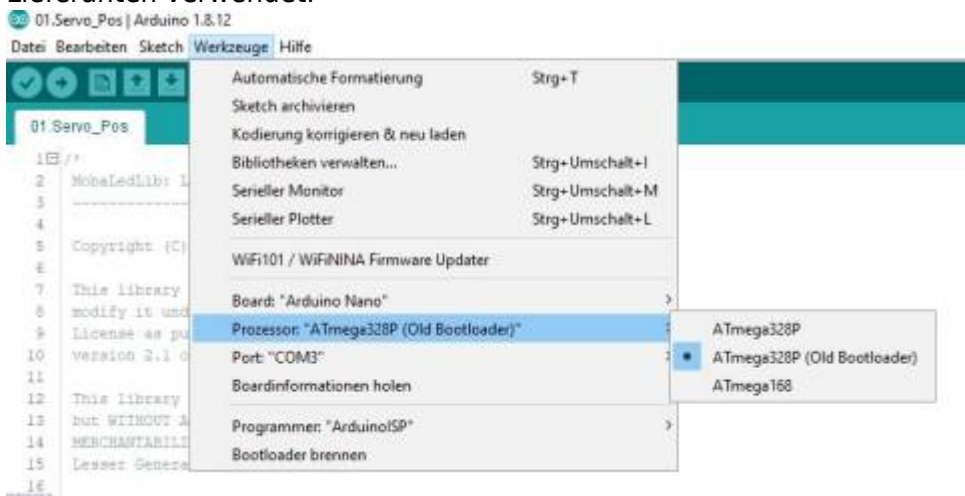 Lieferanten verwendet.
01.Servo_Pos | Arduino 1.8.12
Datei Bearbeiten Sketch Werkzeuge Hilfe
01.Servo_Pos
Automatische Formatierung Strg+T
Sketch archivieren
Kodierung korrigieren & neu laden
Bibliotheken verwalten... Strg+Umschalt+I
Serieller Monitor Strg+Umschalt+M
Serieller Plotter Strg+Umschalt+L
WiFi101 / WiFiNINA Firmware Updater
Board: "Arduino Nano"
Prozessor: "ATmega328P (Old Bootloader)"
Port: "COM3"
Boardinformationen holen
Programmer: "ArduinoISP"
Bootloader brennen
ATmega328P
ATmega328P (Old Bootloader)
ATmega168
1 /*
2 MobaLedLib: L
3 -------------
4
5 Copyright (C)
6
7 This library
8 modify it und
9 License as pu
10 version 2.1 o
11
12 This library
13 but WITHOUT A
14 MERCHANTABILI
15 Lesser Genera
16